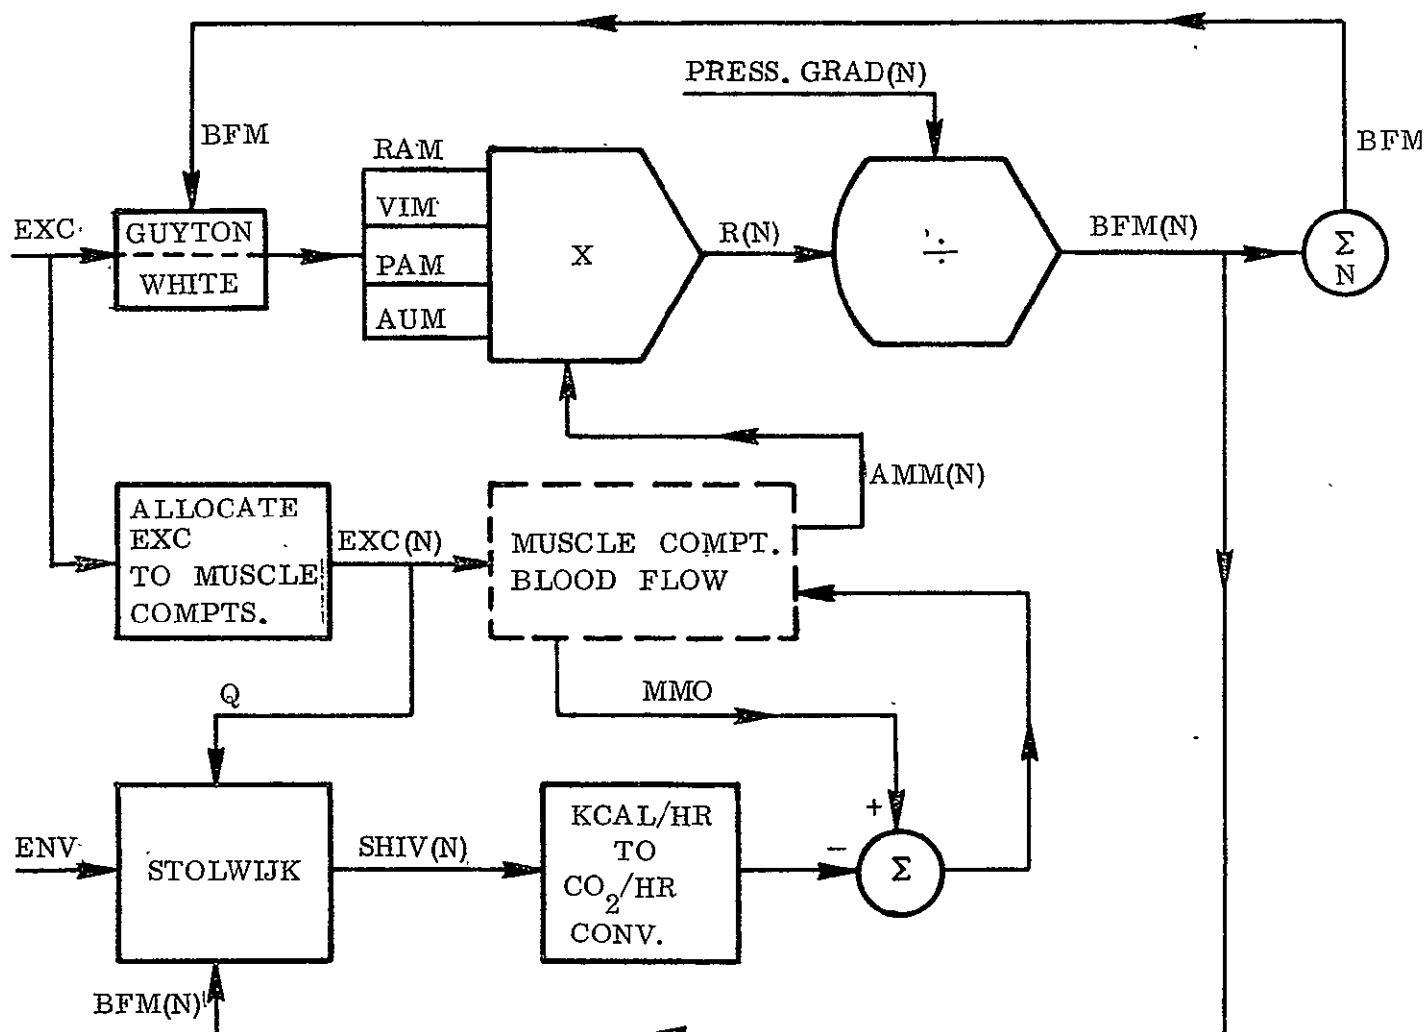 PRESS. GRAD(N)
BFM
BFM
RAM
EXC
GUYTON
WHITE
VIM
PAM
AUM
X
R(N)
÷
BFM(N)
Σ
N
AMM(N)
ALLOCATE
EXC
TO MUSCLE
COMPTS.
EXC(N)
MUSCLE COMPT.
BLOOD FLOW
Q
MMO
ENV
STOLWIJK
SHIV(N)
KCAL/HR
TO
CO₂/HR
CONV.
+
−
Σ
BFM(N)